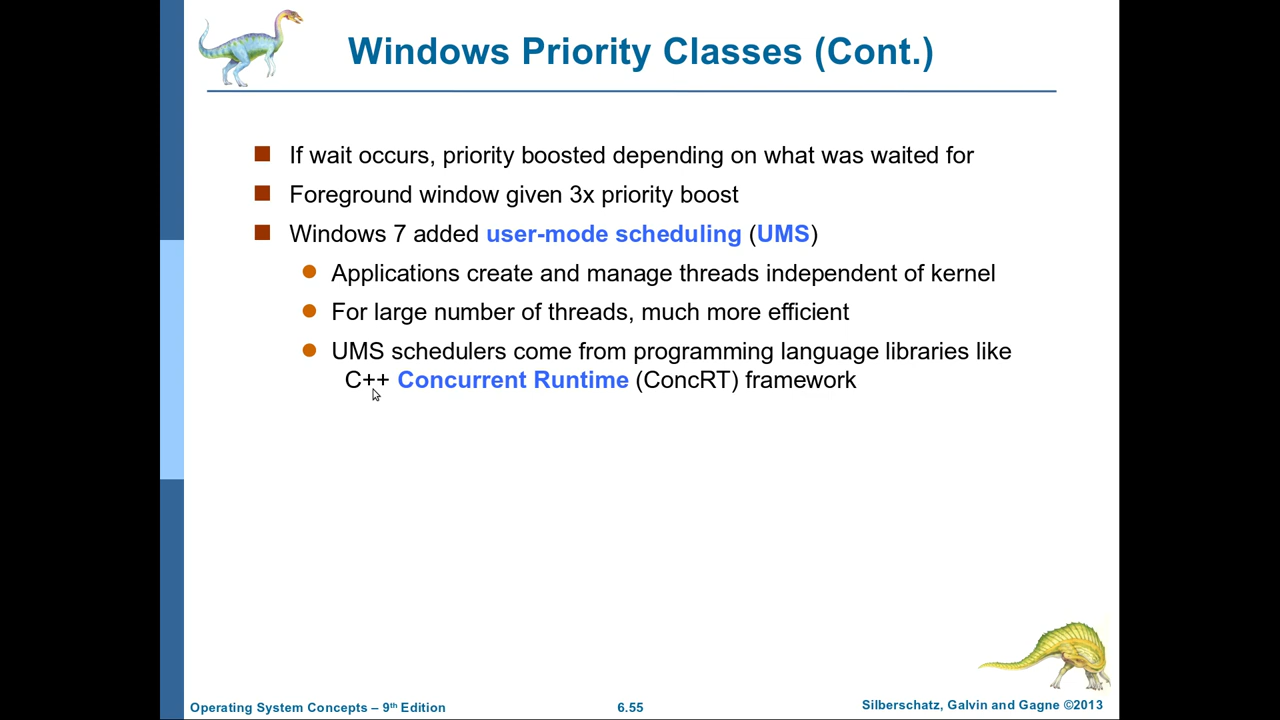 Windows Priority Classes (Cont.)
If wait occurs, priority boosted depending on what was waited for
Foreground window given 3x priority boost
Windows 7 added user-mode scheduling (UMS)
Applications create and manage threads independent of kernel
For large number of threads, much more efficient
UMS schedulers come from programming language libraries like
C++ Concurrent Runtime (ConcRT) framework
Operating System Concepts – 9th Edition
6.55
Silberschatz, Galvin and Gagne ©2013